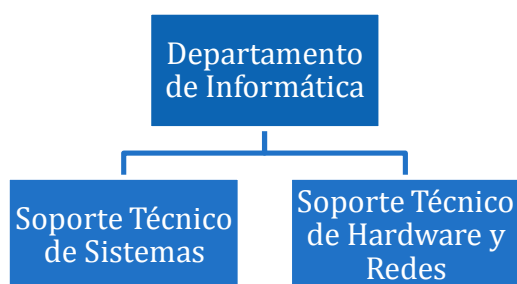 Departamento
de Informática
Soporte Técnico
de Sistemas
Soporte Técnico
de Hardware y
Redes